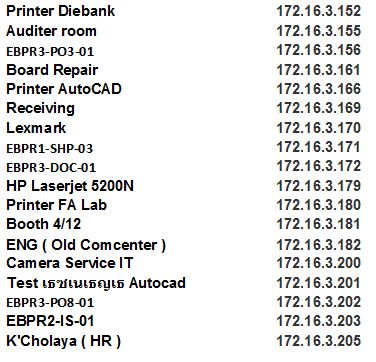 Printer Diebank 172.16.3.152
Auditer room 172.16.3.155
EBPR3-PO3-01 172.16.3.156
Board Repair 172.16.3.161
Printer AutoCAD 172.16.3.166
Receiving 172.16.3.169
Lexmark 172.16.3.170
EBPR1-SHP-03 172.16.3.171
EBPR3-DOC-01 172.16.3.172
HP Laserjet 5200N 172.16.3.179
Printer FA Lab 172.16.3.180
Booth 4/12 172.16.3.181
ENG ( Old Comcenter ) 172.16.3.182
Camera Service IT 172.16.3.200
Test Autocad 172.16.3.201
EBPR3-PO8-01 172.16.3.202
EBPR2-IS-01 172.16.3.203
K'Cholaya ( HR ) 172.16.3.205